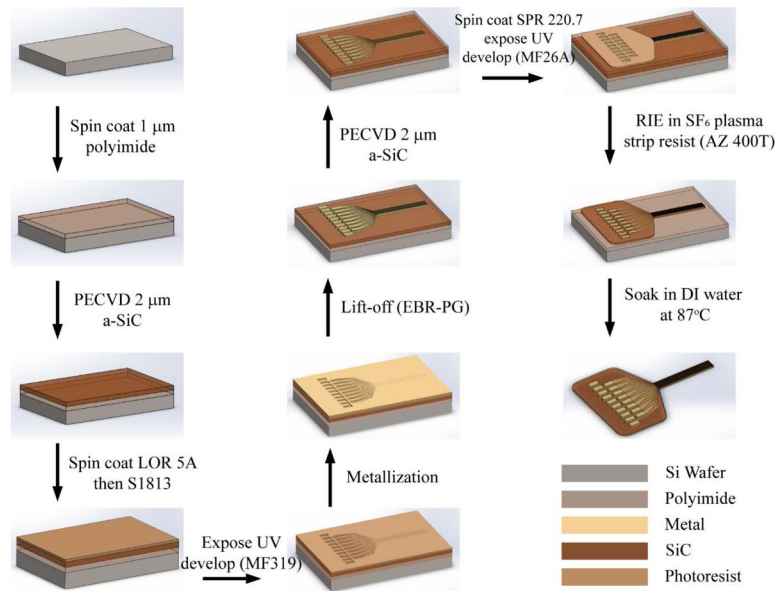 Spin coat 1 μm
polyimide
PECVD 2 μm
a-SiC
Spin coat LOR 5A
then S1813
Expose UV
develop (MF319)
Metallization
Lift-off (EBR-PG)
PECVD 2 μm
a-SiC
Spin coat SPR 220.7
expose UV
develop (MF26A)
RIE in SF₆ plasma
strip resist (AZ 400T)
Soak in DI water
at 87°C
Si Wafer
Polyimide
Metal
SiC
Photoresist